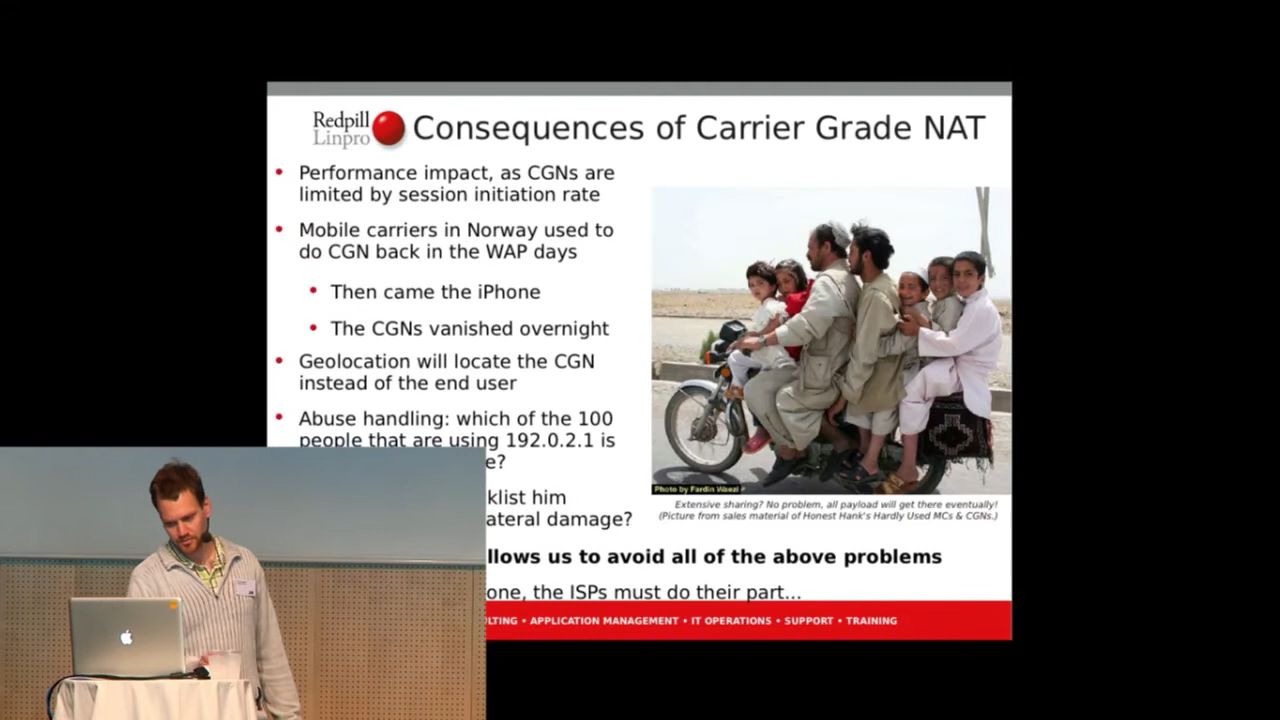 Redpill
Linpro
Consequences of Carrier Grade NAT
• Performance impact, as CGNs are
limited by session initiation rate
• Mobile carriers in Norway used to
do CGN back in the WAP days
• Then came the iPhone
• The CGNs vanished overnight
• Geolocation will locate the CGN
instead of the end user
• Abuse handling: which of the 100
people that are using 192.0.2.1 is
e?
klist him
ateral damage?
llows us to avoid all of the above problems
one, the ISPs must do their part...
Photo by Fardin Waezi
Extensive sharing? No problem, all payload will get there eventually!
(Picture from sales material of Honest Hank's Hardly Used MCs & CGNs.)
LTING • APPLICATION MANAGEMENT • IT OPERATIONS • SUPPORT • TRAINING